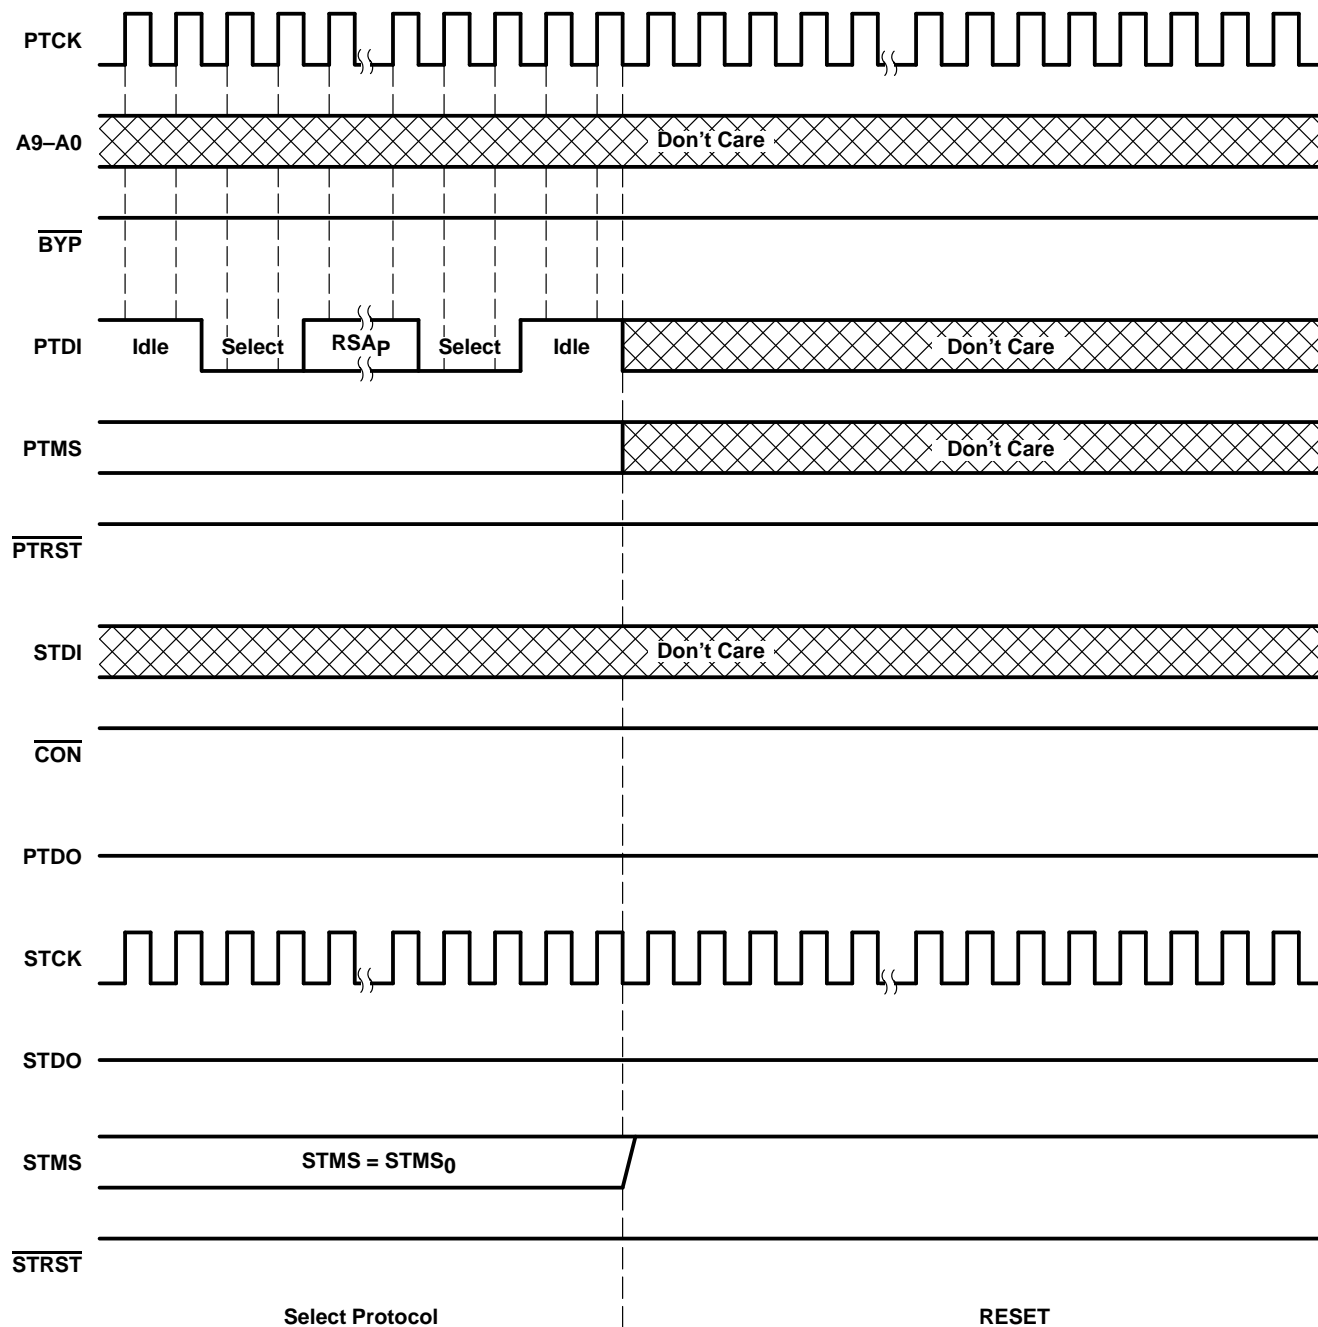 PTCK
A9–A0
Don't Care
BYP
PTDI
Idle
Select
RSAP
Select
Idle
Don't Care
PTMS
Don't Care
PTRST
STDI
Don't Care
CON
PTDO
STCK
STDO
STMS
STMS = STMS0
STRST
Select Protocol
RESET